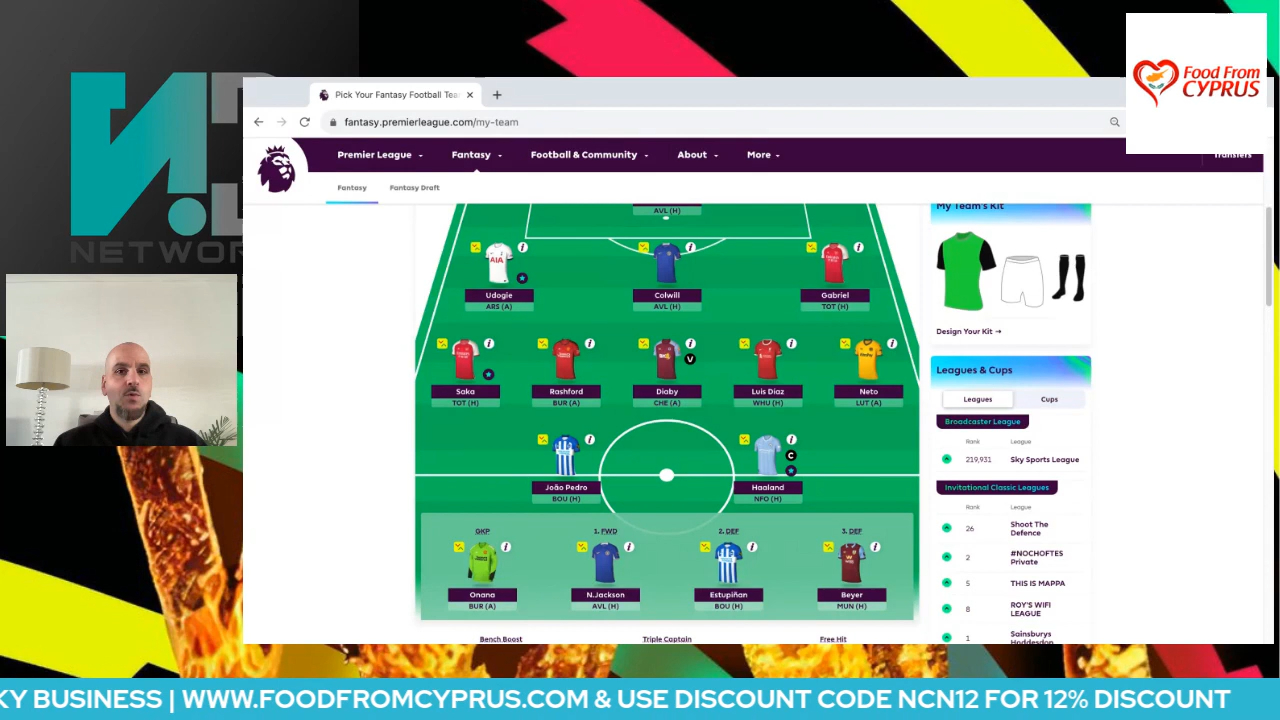 NETWOR
Food From
CYPRUS
Pick Your Fantasy Football Tea
fantasy.premierleague.com/my-team
Premier League
Fantasy
Football & Community
About
More
Transfers
Fantasy
Fantasy Draft
AVL (H)
Udogie
ARS (A)
Colwill
AVL (H)
Gabriel
TOT (H)
Saka
TOT (H)
Rashford
BUR (A)
Diaby
CHE (A)
V
Luis Díaz
WHU (H)
Neto
LUT (A)
João Pedro
BOU (H)
Haaland
NFO (H)
C
GKP
1. FWD
2. DEF
3. DEF
Onana
BUR (A)
N.Jackson
AVL (H)
Estupiñan
BOU (H)
Beyer
MUN (H)
Bench Boost
Triple Captain
Free Hit
My Team's Kit
Design Your Kit →
Leagues & Cups
Leagues
Cups
Broadcaster League
Rank League
219,931 Sky Sports League
Invitational Classic Leagues
Rank League
26 Shoot The
Defence
2 #NOCHOFTES
Private
5 THIS IS MAPPA
8 ROY'S WIFI
LEAGUE
1 Sainsburys
Hoddesdon
KY BUSINESS | WWW.FOODFROMCYPRUS.COM & USE DISCOUNT CODE NCN12 FOR 12% DISCOUNT